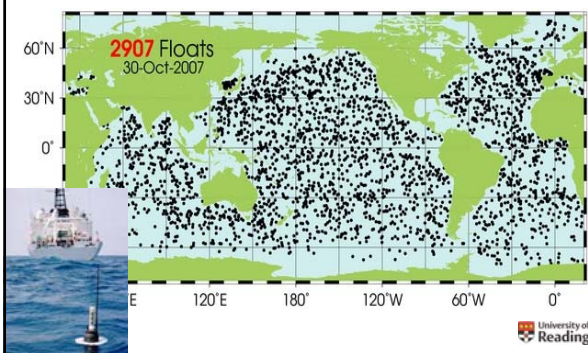 2907 Floats
30-Oct-2007
60˚N
30˚N
0˚
E
120˚E
180˚
120˚W
60˚W
0˚
University of
Reading